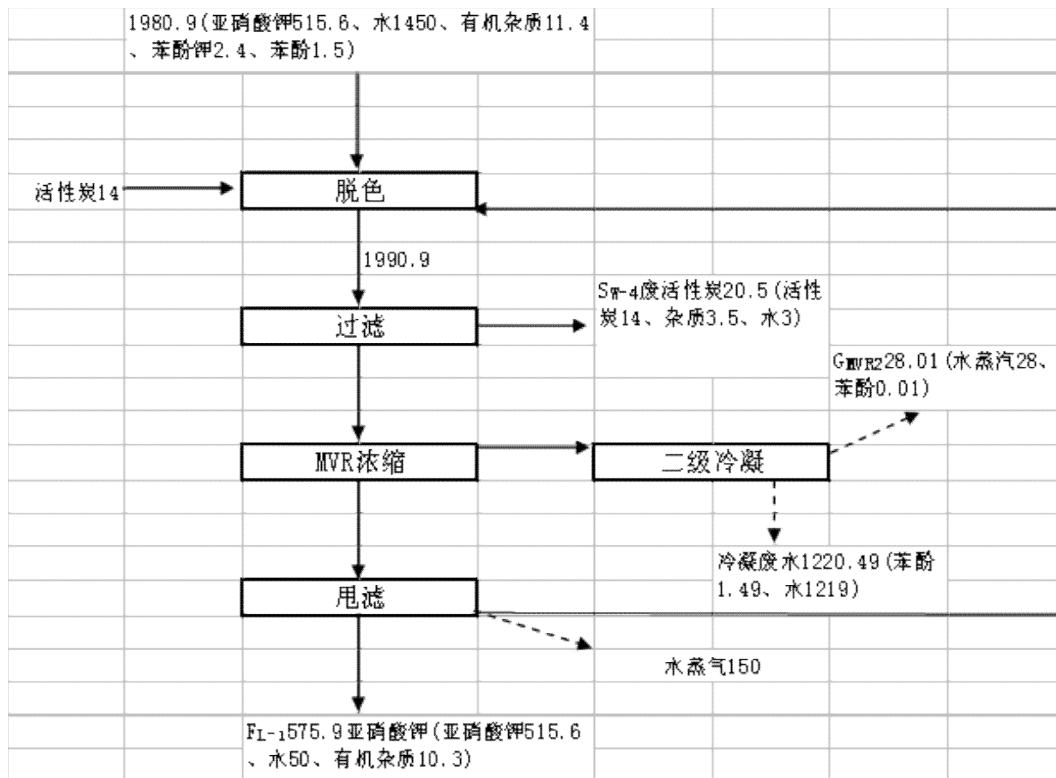 1980.9(亚硝酸钾515.6、水1450、有机杂质11.4
、苯酚钾2.4、苯酚1.5)
活性炭14
脱色
1990.9
过滤
SW-4废活性炭20.5(活性
炭14、杂质3.5、水3)
GMVR228.01(水蒸汽28、
苯酚0.01)
MVR浓缩
二级冷凝
冷凝废水1220.49(苯酚
1.49、水1219)
甩滤
水蒸气150
FL-1575.9亚硝酸钾(亚硝酸钾515.6
、水50、有机杂质10.3)